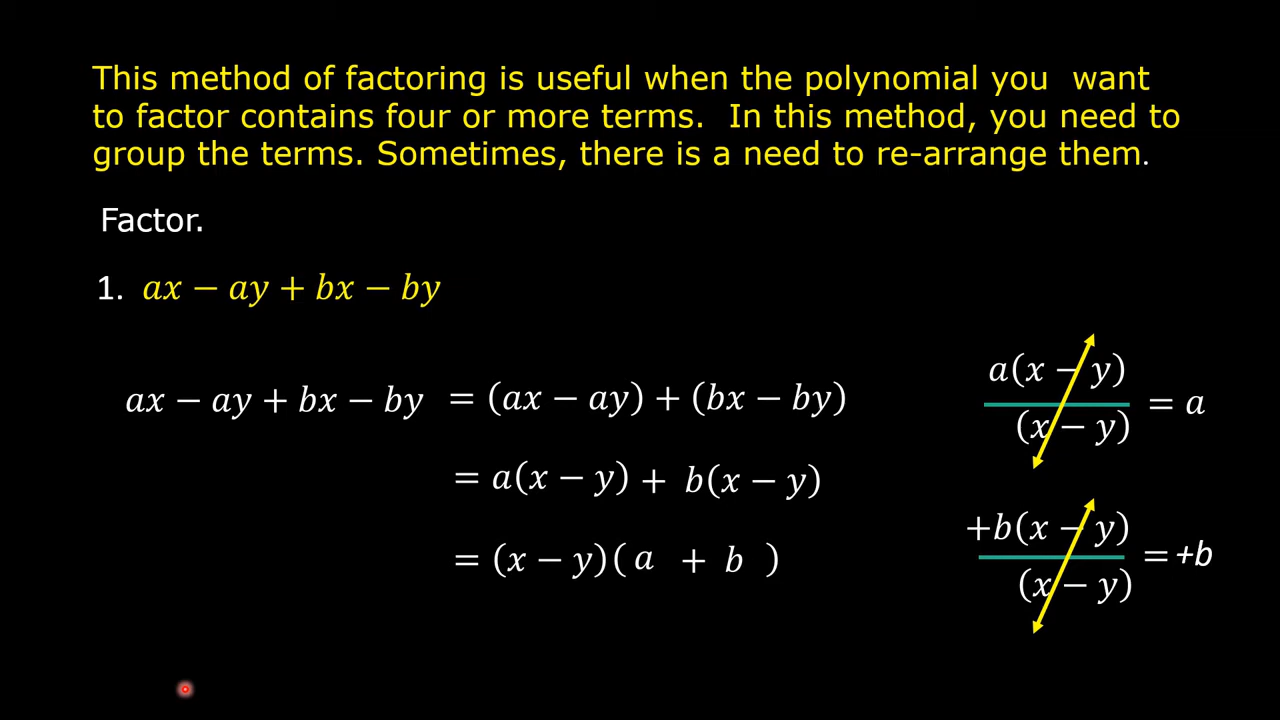 This method of factoring is useful when the polynomial you want
to factor contains four or more terms. In this method, you need to
group the terms. Sometimes, there is a need to re-arrange them.
Factor.
1. ax − ay + bx − by
ax − ay + bx − by = (ax − ay) + (bx − by)
= a(x − y) + b(x − y)
= (x − y)( a + b )
a(x − y)
(x − y)
= a
+b(x − y)
(x − y)
= +b